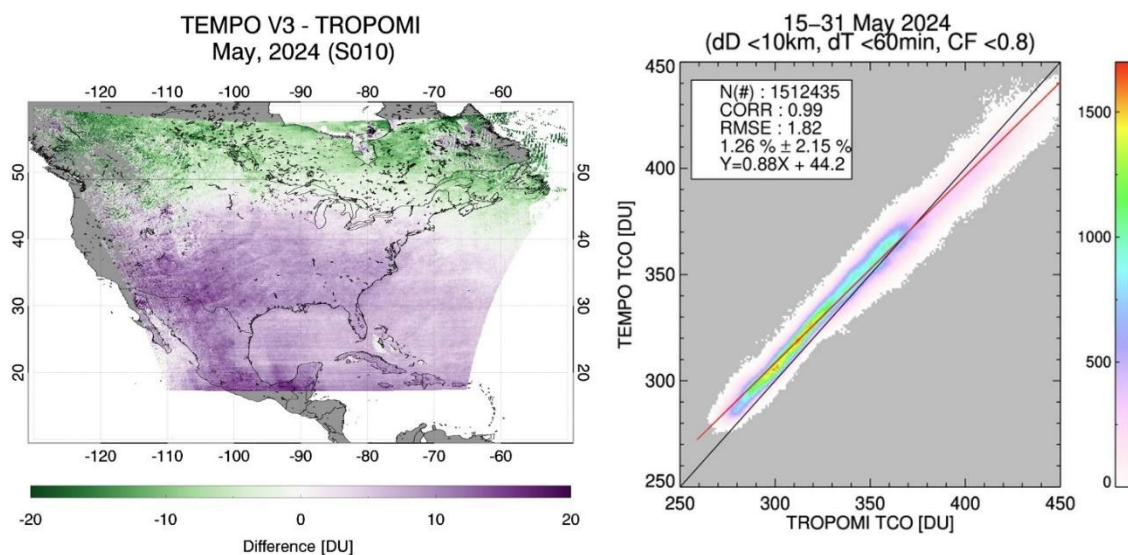 TEMPO V3 - TROPOMI
May, 2024 (S010)
-120 -100 -90 -80 -70 -60
50 50
40 40
30 30
20 20
-120 -110 -100 -90 -80 -70 -60
-20 -10 0 10 20
Difference [DU]
15-31 May 2024
(dD <10km, dT <60min, CF <0.8)
N(#) : 1512435
CORR : 0.99
RMSE : 1.82
1.26 % ± 2.15 %
Y=0.88X + 44.2
TEMPO TCO [DU]
450
400
350
300
250
250 300 350 400 450
TROPOMI TCO [DU]
1500
1000
500
0